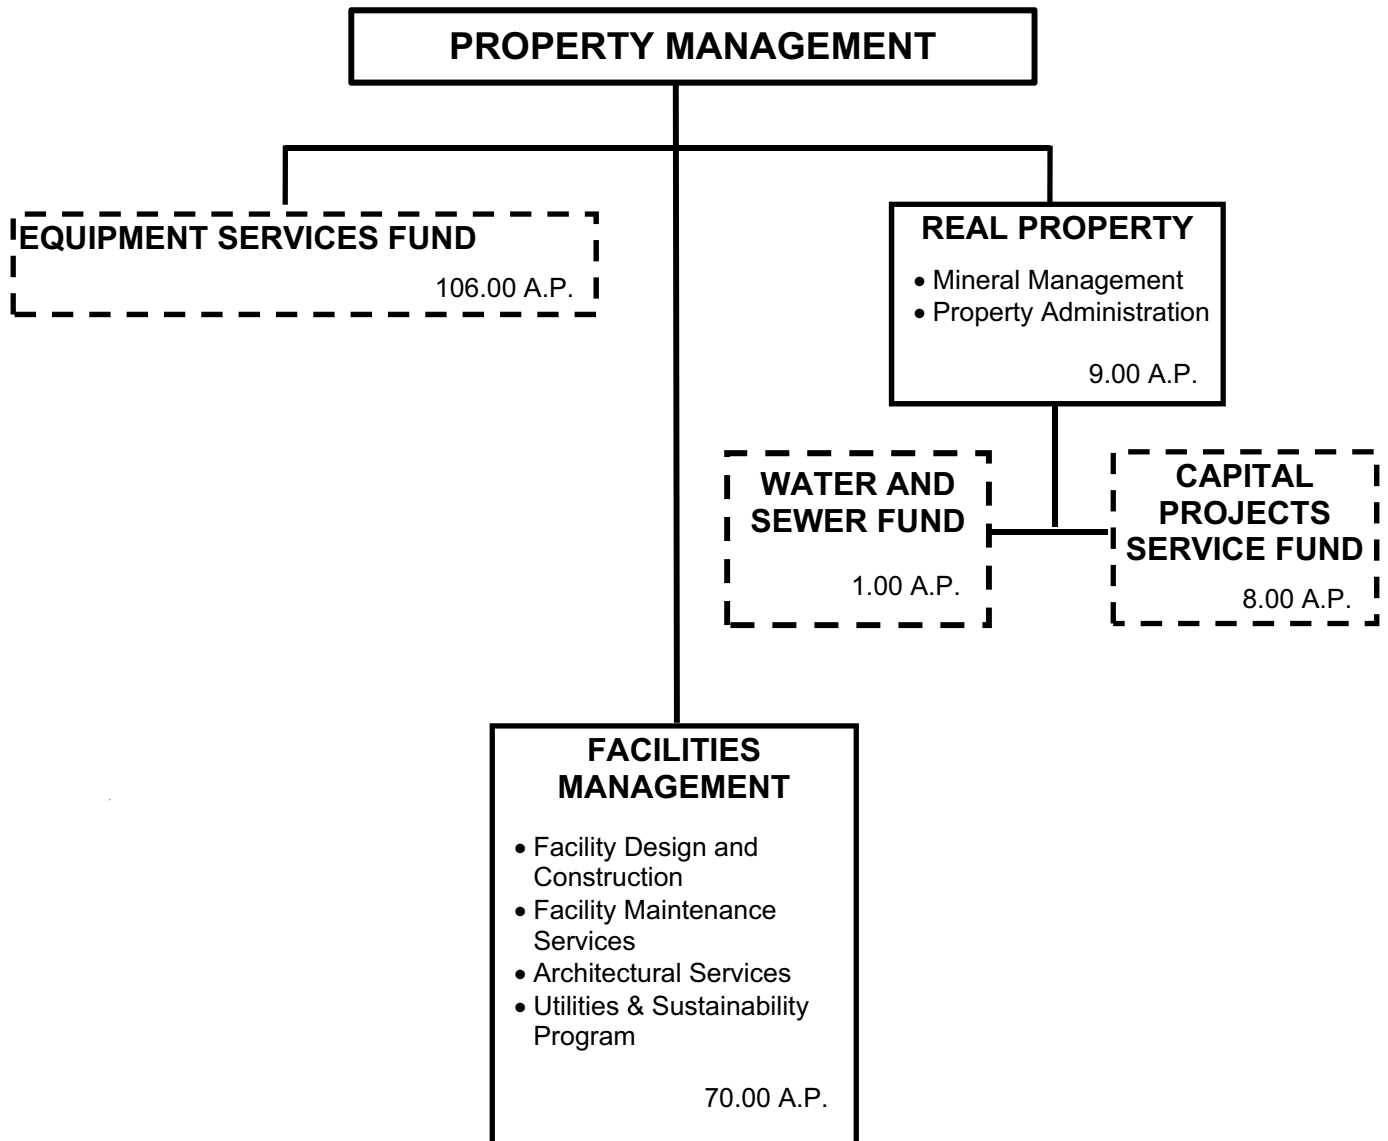 PROPERTY MANAGEMENT
EQUIPMENT SERVICES FUND
106.00 A.P.
REAL PROPERTY
• Mineral Management
• Property Administration
9.00 A.P.
WATER AND
SEWER FUND
1.00 A.P.
CAPITAL
PROJECTS
SERVICE FUND
8.00 A.P.
FACILITIES
MANAGEMENT
• Facility Design and
Construction
• Facility Maintenance
Services
• Architectural Services
• Utilities & Sustainability
Program
70.00 A.P.